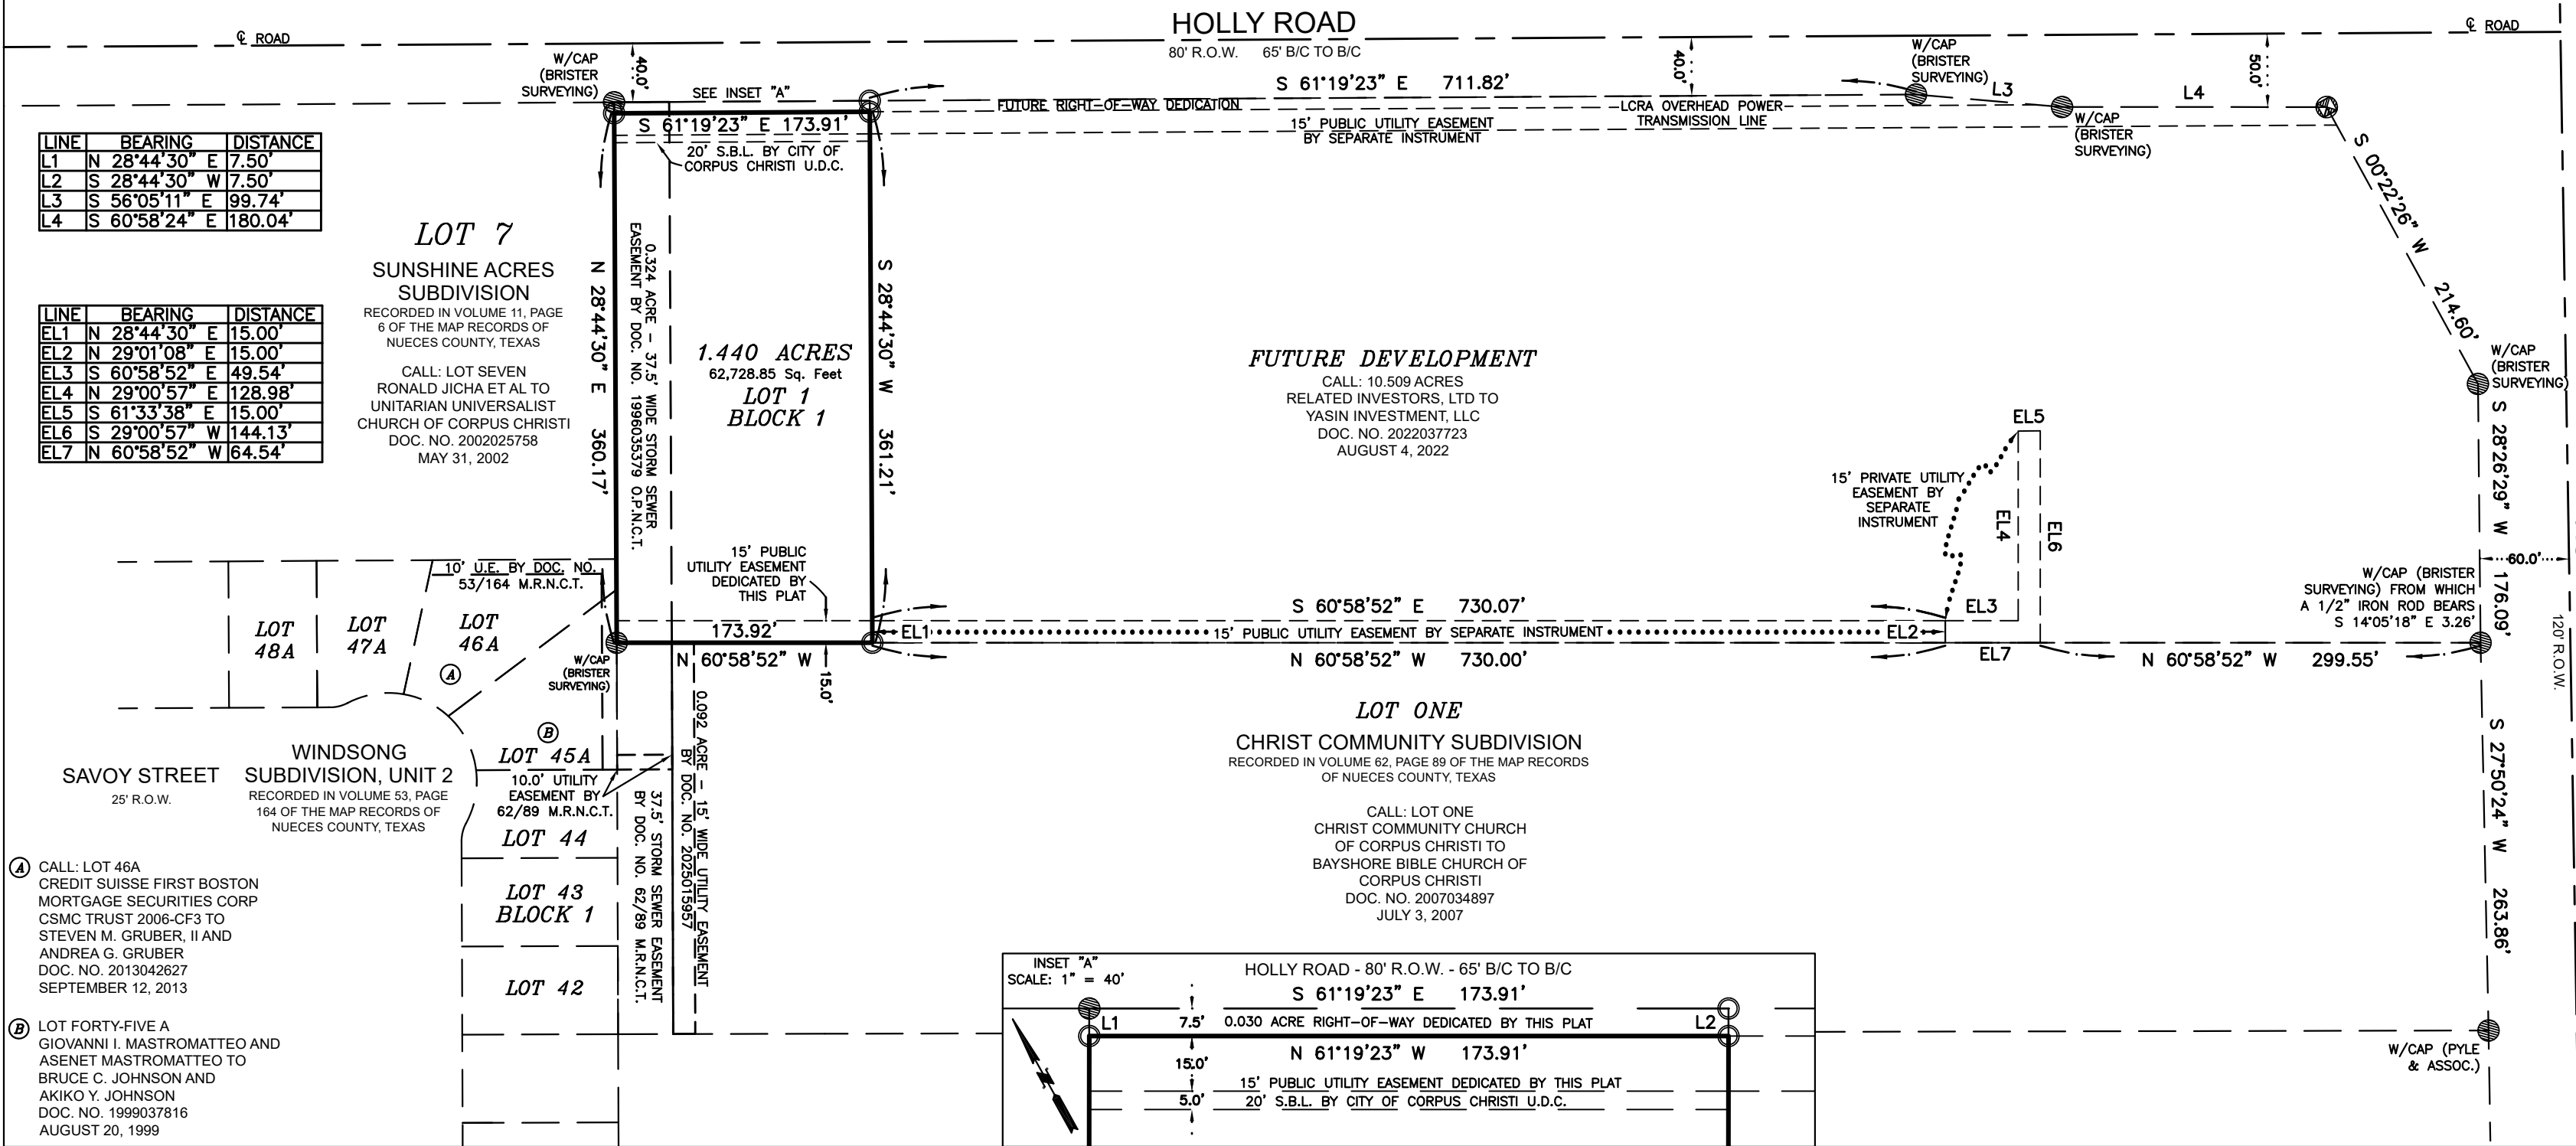 HOLLY ROAD
80' R.O.W. 65' B/C TO B/C
℄ ROAD
℄ ROAD
W/CAP
(BRISTER
SURVEYING)
40.0'
SEE INSET "A"
S 61°19'23" E 173.91'
20' S.B.L. BY CITY OF
CORPUS CHRISTI U.D.C.
S 61°19'23" E 711.82'
FUTURE RIGHT-OF-WAY DEDICATION
15' PUBLIC UTILITY EASEMENT
BY SEPARATE INSTRUMENT
40.0'
LCRA OVERHEAD POWER
TRANSMISSION LINE
W/CAP
(BRISTER
SURVEYING)
L3
W/CAP
(BRISTER
SURVEYING)
L4
50.0'
S 00°22'26" W 214.60'
LINE BEARING DISTANCE
L1 N 28°44'30" E 7.50'
L2 S 28°44'30" W 7.50'
L3 S 56°05'11" E 99.74'
L4 S 60°58'24" E 180.04'
LINE BEARING DISTANCE
EL1 N 28°44'30" E 15.00'
EL2 N 29°01'08" E 15.00'
EL3 S 60°58'52" E 49.54'
EL4 N 29°00'57" E 128.98'
EL5 S 61°33'38" E 15.00'
EL6 S 29°00'57" W 144.13'
EL7 N 60°58'52" W 64.54'
LOT 7
SUNSHINE ACRES
SUBDIVISION
RECORDED IN VOLUME 11, PAGE
6 OF THE MAP RECORDS OF
NUECES COUNTY, TEXAS
CALL: LOT SEVEN
RONALD JICHA ET AL TO
UNITARIAN UNIVERSALIST
CHURCH OF CORPUS CHRISTI
DOC. NO. 2002025758
MAY 31, 2002
N 28°44'30" E 360.17'
0.324 ACRE - 37.5' WIDE STORM SEWER
EASEMENT BY DOC. NO. 1996035379 O.P.N.C.T.
1.440 ACRES
62,728.85 Sq. Feet
LOT 1
BLOCK 1
S 28°44'30" W 361.21'
15' PUBLIC
UTILITY EASEMENT
DEDICATED BY
THIS PLAT
173.92'
N 60°58'52" W
15.0'
W/CAP
(BRISTER
SURVEYING)
FUTURE DEVELOPMENT
CALL: 10.509 ACRES
RELATED INVESTORS, LTD TO
YASIN INVESTMENT, LLC
DOC. NO. 2022037723
AUGUST 4, 2022
15' PRIVATE UTILITY
EASEMENT BY
SEPARATE
INSTRUMENT
EL5
EL4
EL6
EL3
W/CAP
(BRISTER
SURVEYING)
S 28°26'29" W 176.09'
60.0'
120' R.O.W.
W/CAP (BRISTER
SURVEYING) FROM WHICH
A 1/2" IRON ROD BEARS
S 14°05'18" E 3.26'
S 60°58'52" E 730.07'
EL1
15' PUBLIC UTILITY EASEMENT BY SEPARATE INSTRUMENT
EL2
N 60°58'52" W 730.00'
EL7
N 60°58'52" W 299.55'
S 27°50'24" W 263.86'
W/CAP (PYLE
& ASSOC.)
10' U.E. BY DOC. NO.
53/164 M.R.N.C.T.
LOT
48A
LOT
47A
LOT
46A
A
B
LOT 45A
10.0' UTILITY
EASEMENT BY
62/89 M.R.N.C.T.
LOT 44
LOT 43
BLOCK 1
LOT 42
SAVOY STREET
25' R.O.W.
WINDSONG
SUBDIVISION, UNIT 2
RECORDED IN VOLUME 53, PAGE
164 OF THE MAP RECORDS OF
NUECES COUNTY, TEXAS
37.5' STORM SEWER EASEMENT
BY DOC. NO. 62/89 M.R.N.C.T.
0.092 ACRE - 15' WIDE UTILITY EASEMENT
BY DOC. NO. 2025015957
LOT ONE
CHRIST COMMUNITY SUBDIVISION
RECORDED IN VOLUME 62, PAGE 89 OF THE MAP RECORDS
OF NUECES COUNTY, TEXAS
CALL: LOT ONE
CHRIST COMMUNITY CHURCH
OF CORPUS CHRISTI TO
BAYSHORE BIBLE CHURCH OF
CORPUS CHRISTI
DOC. NO. 2007034897
JULY 3, 2007
A CALL: LOT 46A
CREDIT SUISSE FIRST BOSTON
MORTGAGE SECURITIES CORP
CSMC TRUST 2006-CF3 TO
STEVEN M. GRUBER, II AND
ANDREA G. GRUBER
DOC. NO. 2013042627
SEPTEMBER 12, 2013
B LOT FORTY-FIVE A
GIOVANNI I. MASTROMATTEO AND
ASENET MASTROMATTEO TO
BRUCE C. JOHNSON AND
AKIKO Y. JOHNSON
DOC. NO. 1999037816
AUGUST 20, 1999
INSET "A"
SCALE: 1" = 40'
HOLLY ROAD - 80' R.O.W. - 65' B/C TO B/C
S 61°19'23" E 173.91'
L1
7.5'
0.030 ACRE RIGHT-OF-WAY DEDICATED BY THIS PLAT
L2
N 61°19'23" W 173.91'
15.0'
15' PUBLIC UTILITY EASEMENT DEDICATED BY THIS PLAT
5.0'
20' S.B.L. BY CITY OF CORPUS CHRISTI U.D.C.
N